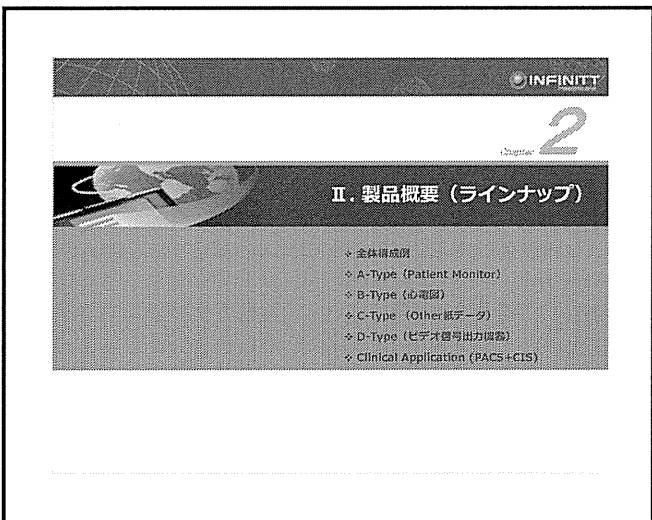 INFINITT
Chapter 2
Ⅱ. 製品概要（ラインナップ）
❖ 全体構成例
❖ A-Type（Patient Monitor）
❖ B-Type（心電図）
❖ C-Type （Other紙データ）
❖ D-Type（ビデオ信号出力機器）
❖ Clinical Application (PACS+CIS)